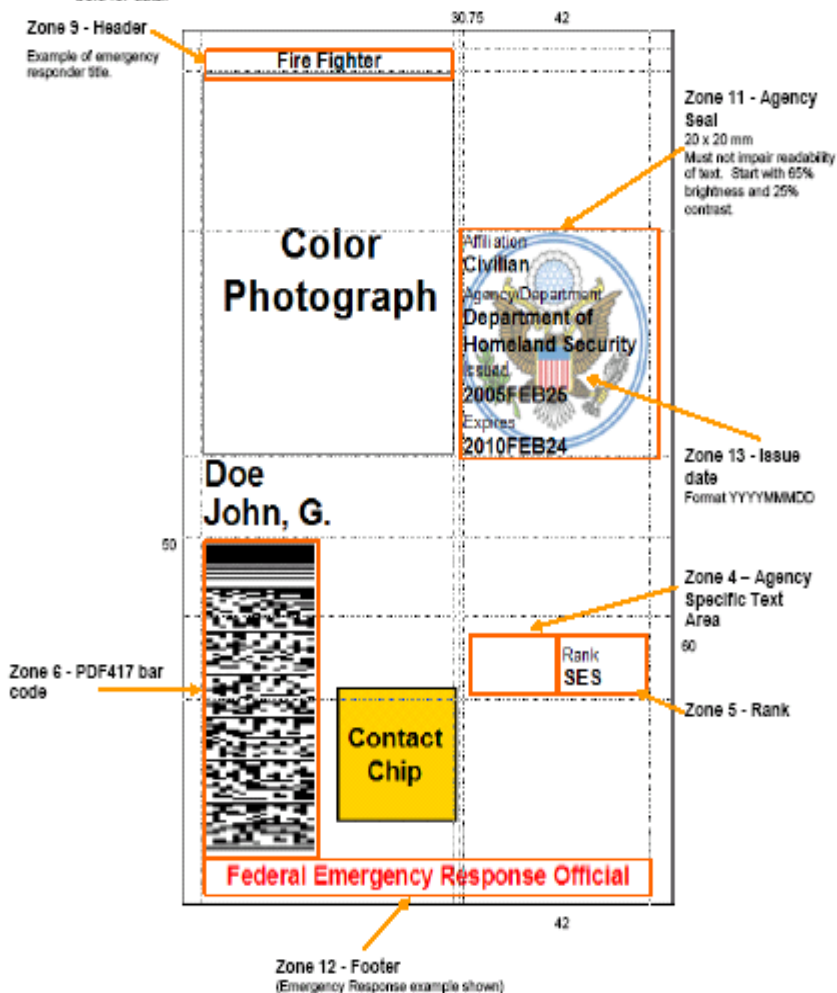 30.75 42
Zone 9 - Header
Example of emergency
responder title.
Fire Fighter
Zone 11 - Agency
Seal
20 x 20 mm
Must not impair readability
of text. Start with 65%
brightness and 25%
contrast.
Color
Photograph
Affiliation
Civilian
Agency/Department
Department of
Homeland Security
Issued
2005FEB25
Expires
2010FEB24
Zone 13 - Issue
date
Format YYYYMMMDD
Doe
John, G.
50
Zone 4 – Agency
Specific Text
Area
60
Rank
SES
Zone 5 - Rank
Zone 6 - PDF417 bar
code
Contact
Chip
Federal Emergency Response Official
42
Zone 12 - Footer
(Emergency Response example shown)